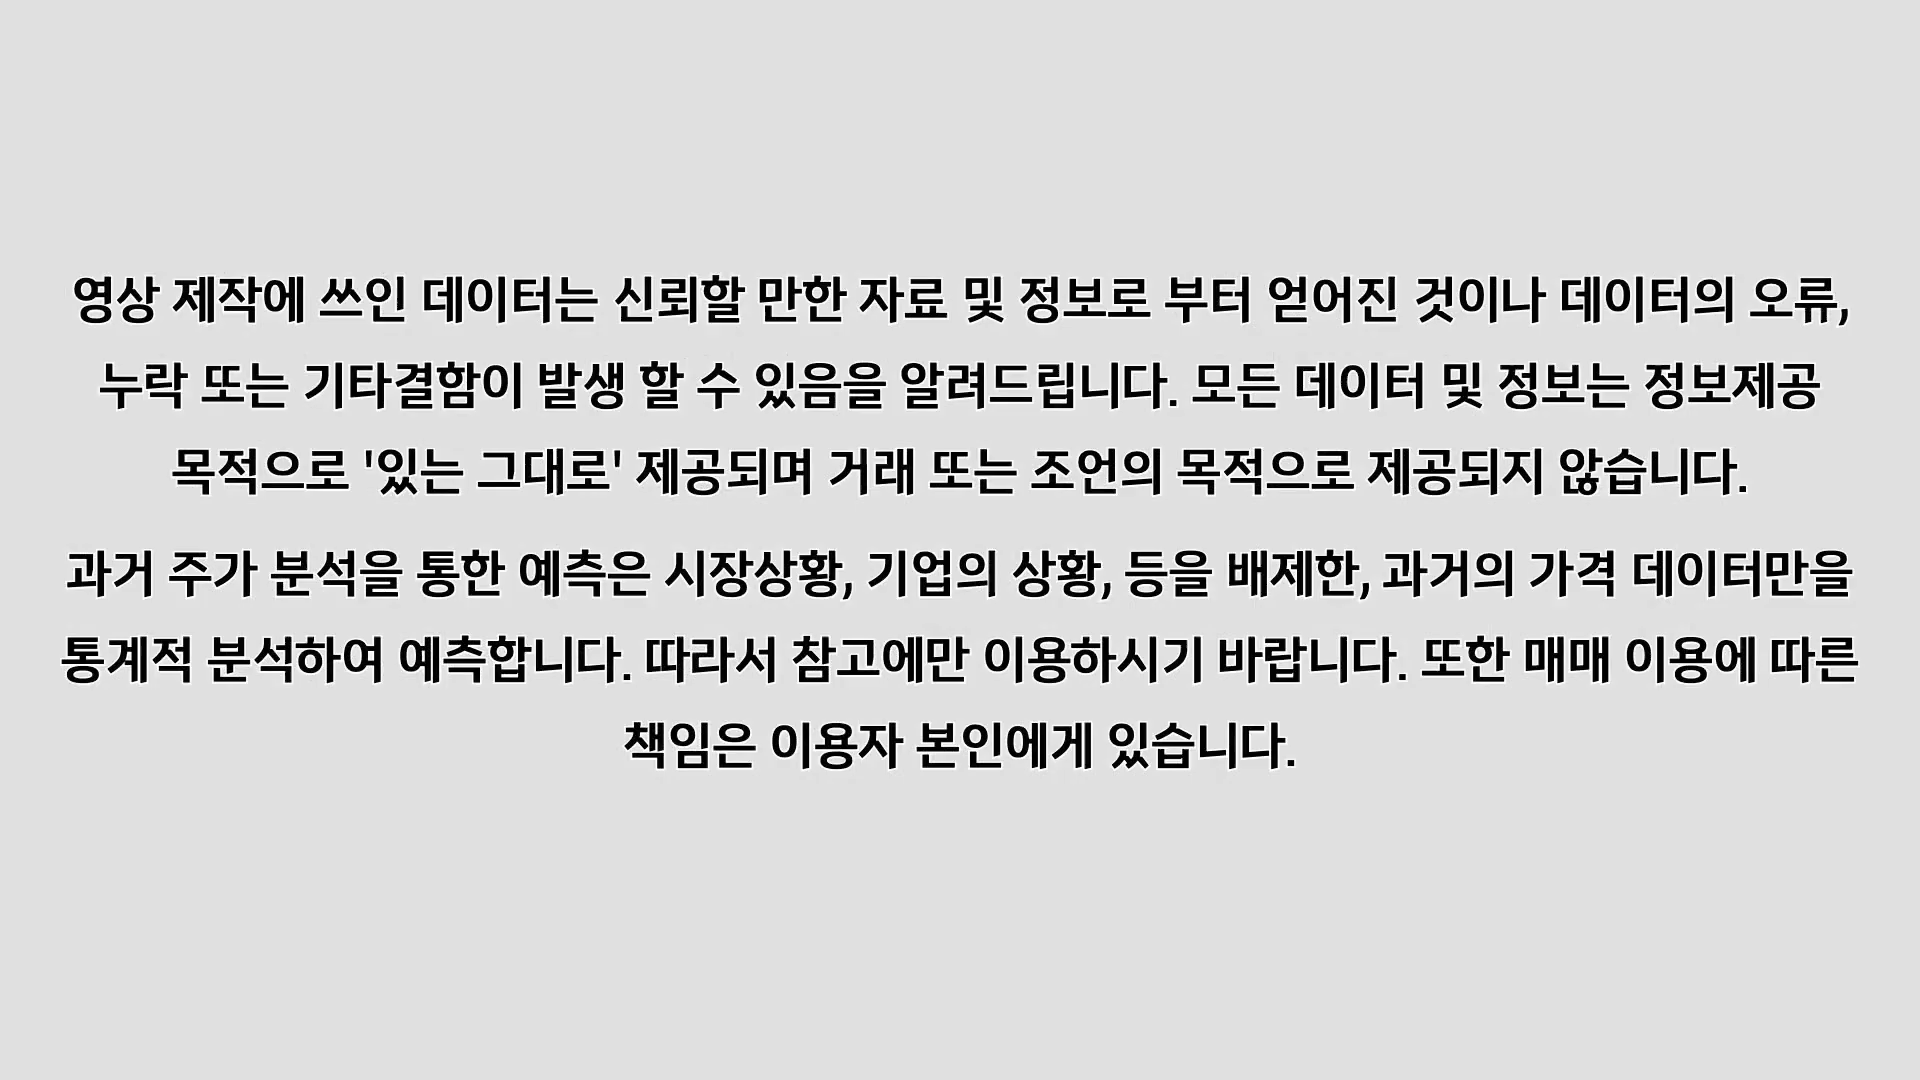 영상 제작에 쓰인 데이터는 신뢰할 만한 자료 및 정보로 부터 얻어진 것이나 데이터의 오류,
누락 또는 기타결함이 발생 할 수 있음을 알려드립니다. 모든 데이터 및 정보는 정보제공
목적으로 '있는 그대로' 제공되며 거래 또는 조언의 목적으로 제공되지 않습니다.
과거 주가 분석을 통한 예측은 시장상황, 기업의 상황, 등을 배제한, 과거의 가격 데이터만을
통계적 분석하여 예측합니다. 따라서 참고에만 이용하시기 바랍니다. 또한 매매 이용에 따른
책임은 이용자 본인에게 있습니다.